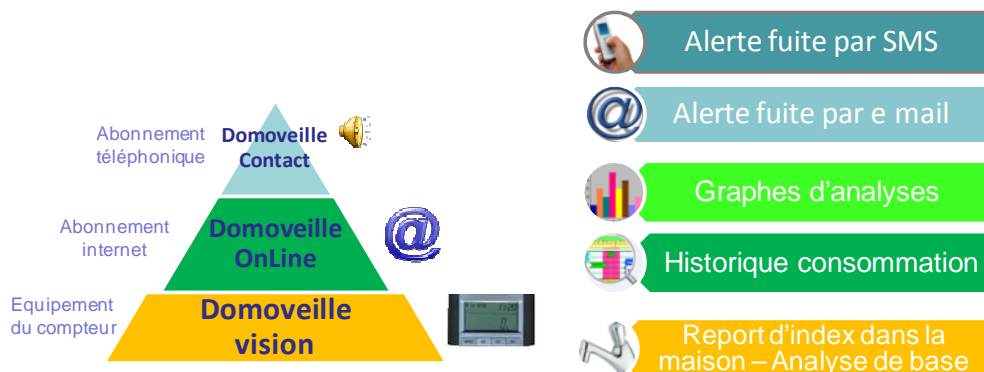 Abonnement
téléphonique
Domoveille
Contact
Abonnement
internet
Domoveille
OnLine
@
Equipement
du compteur
Domoveille
vision
Alerte fuite par SMS
@
Alerte fuite par e mail
Graphes d’analyses
Historique consommation
Report d’index dans la
maison – Analyse de base